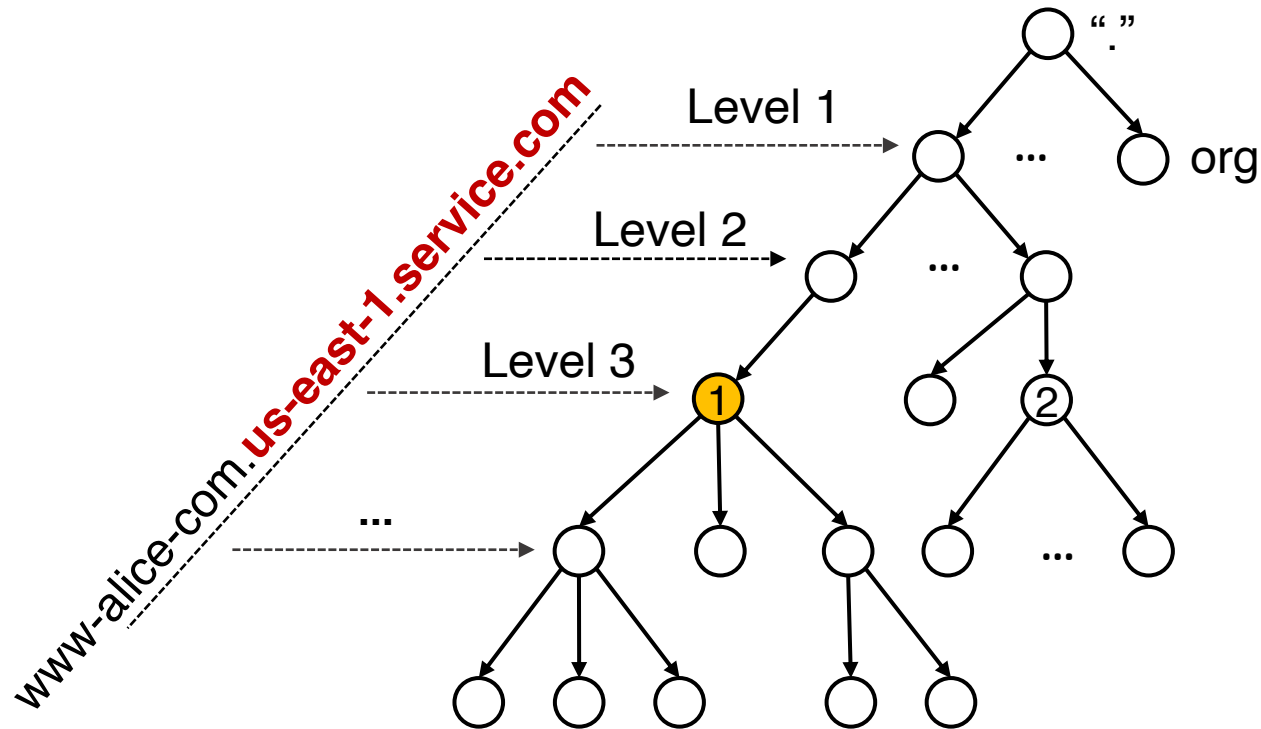 “.”
Level 1
...
org
Level 2
...
Level 3
1
2
...
...
www-alice-com.us-east-1.service.com